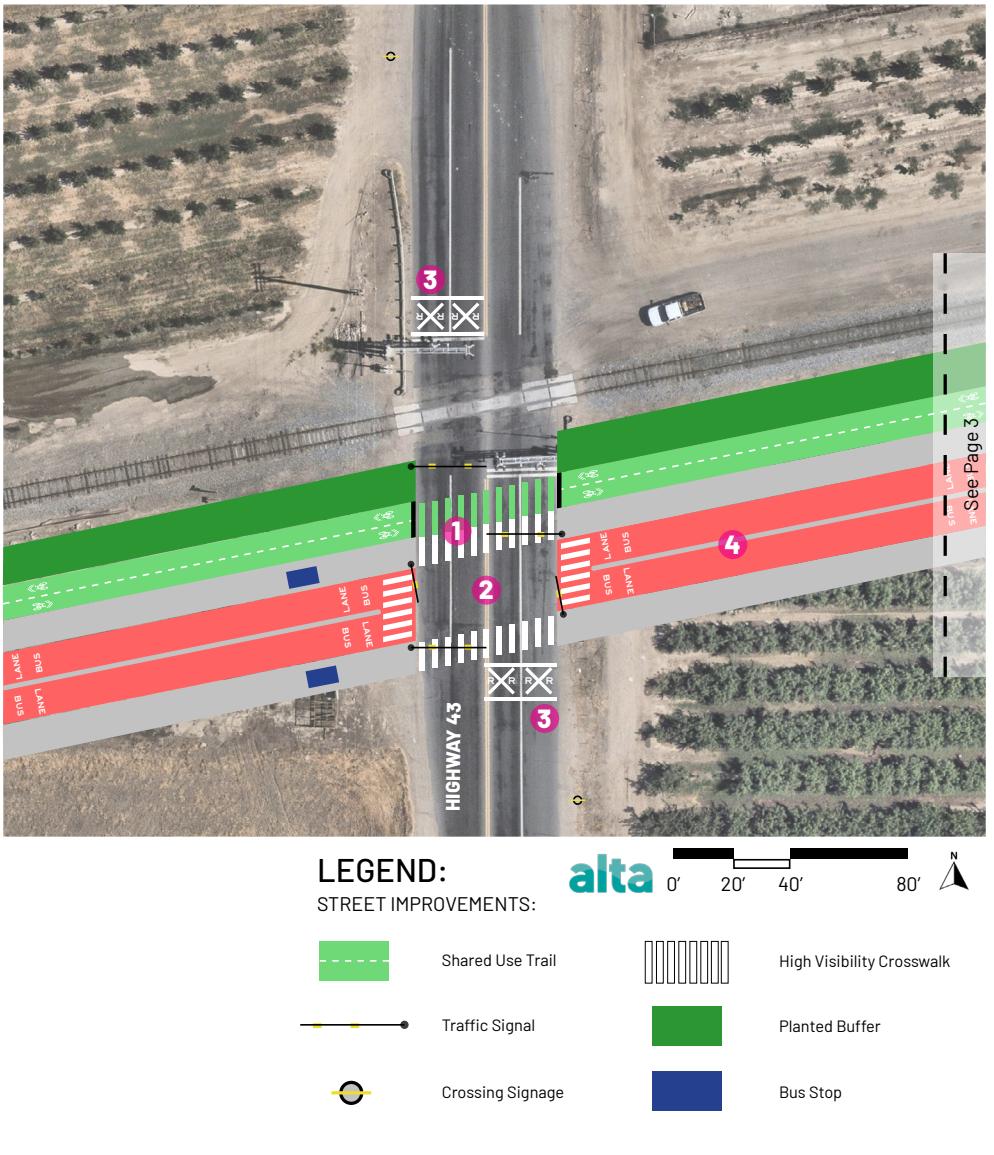 3
R R R R
See Page 3
1
4
LANE BUS
BUS LANE
LANE BUS
BUS LANE
BUS LANE
2
LANE BUS
BUS LANE
R R R R
3
HIGHWAY 43
LEGEND:
STREET IMPROVEMENTS:
alta
0' 20' 40' 80'
N
Shared Use Trail
High Visibility Crosswalk
Traffic Signal
Planted Buffer
Crossing Signage
Bus Stop